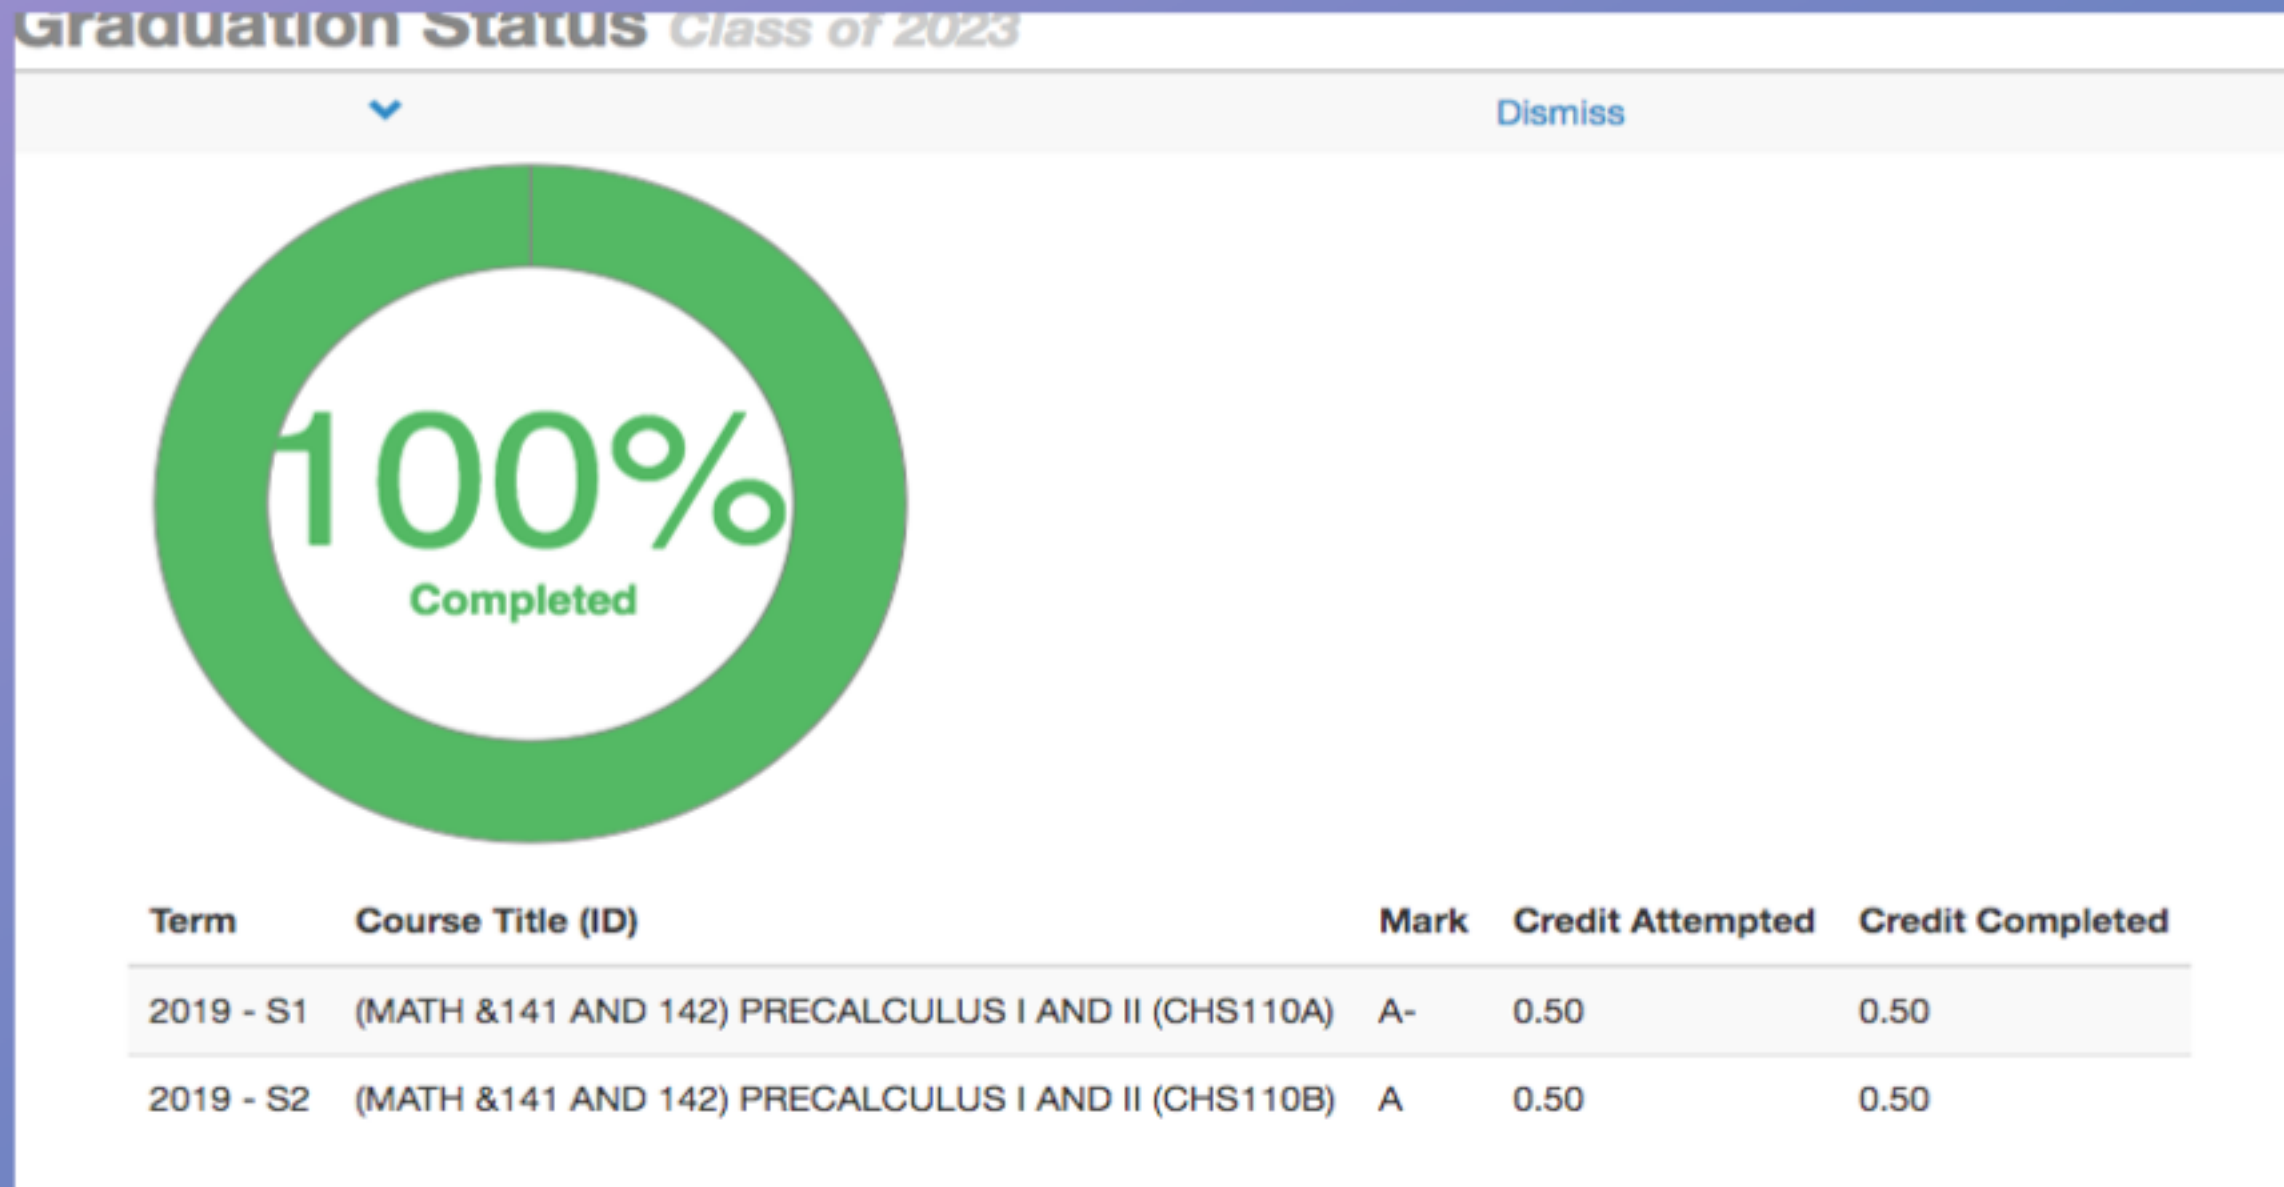 Graduation Status Class of 2023
Dismiss
100%
Completed
Term Course Title (ID) Mark Credit Attempted Credit Completed
2019 - S1 (MATH &141 AND 142) PRECALCULUS I AND II (CHS110A) A- 0.50 0.50
2019 - S2 (MATH &141 AND 142) PRECALCULUS I AND II (CHS110B) A 0.50 0.50